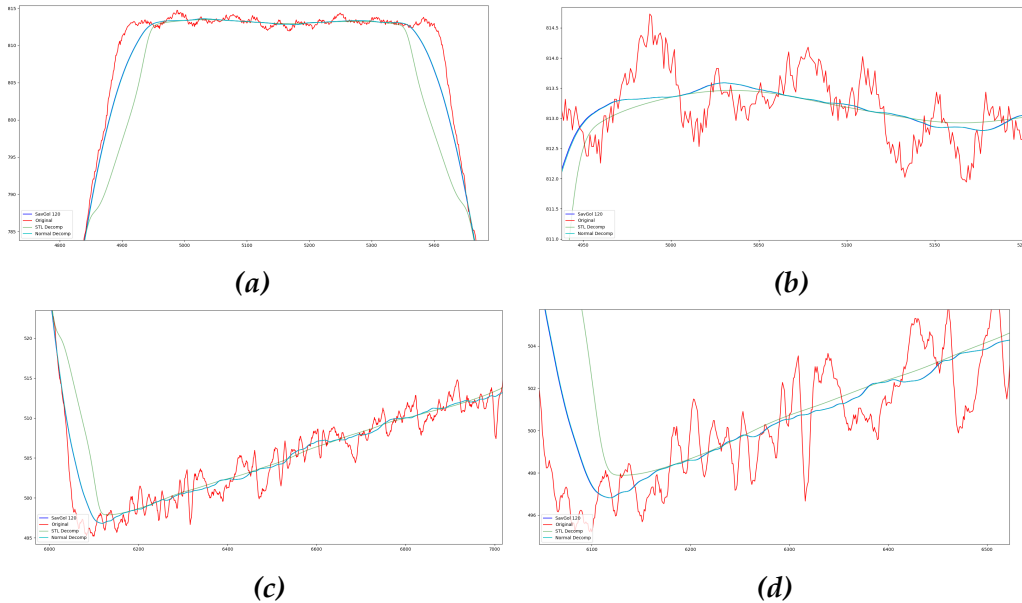 815
810
805
800
795
790
785
SavGol 120
Original
STL Decomp
Normal Decomp
4800 4900 5000 5100 5200 5300 5400
(a)
814.5
814.0
813.5
813.0
812.5
812.0
811.5
811.0
SavGol 120
Original
STL Decomp
Normal Decomp
4950 5000 5050 5100 5150
(b)
520
515
510
505
500
495
SavGol 120
Original
STL Decomp
Normal Decomp
6000 6200 6400 6600 6800 7000
(c)
504
502
500
498
496
SavGol 120
Original
STL Decomp
Normal Decomp
6100 6200 6300 6400 6500
(d)